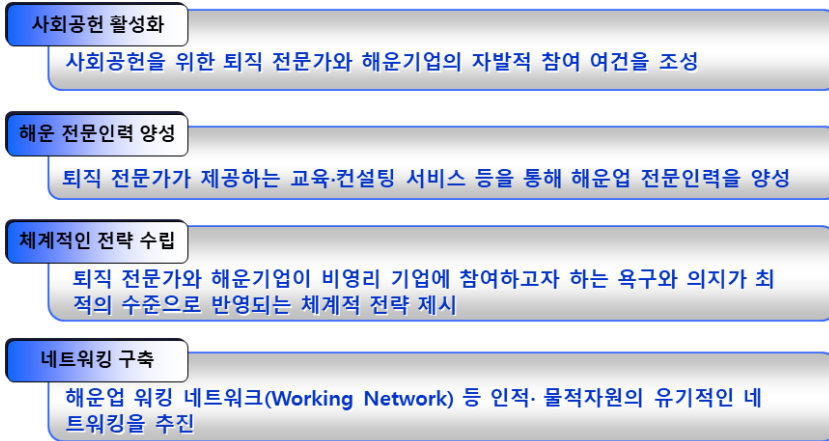 사회공헌 활성화
사회공헌을 위한 퇴직 전문가와 해운기업의 자발적 참여 여건을 조성
해운 전문인력 양성
퇴직 전문가가 제공하는 교육·컨설팅 서비스 등을 통해 해운업 전문인력을 양성
체계적인 전략 수립
퇴직 전문가와 해운기업이 비영리 기업에 참여하고자 하는 욕구와 의지가 최
적의 수준으로 반영되는 체계적 전략 제시
네트워킹 구축
해운업 워킹 네트워크(Working Network) 등 인적· 물적자원의 유기적인 네
트워킹을 추진